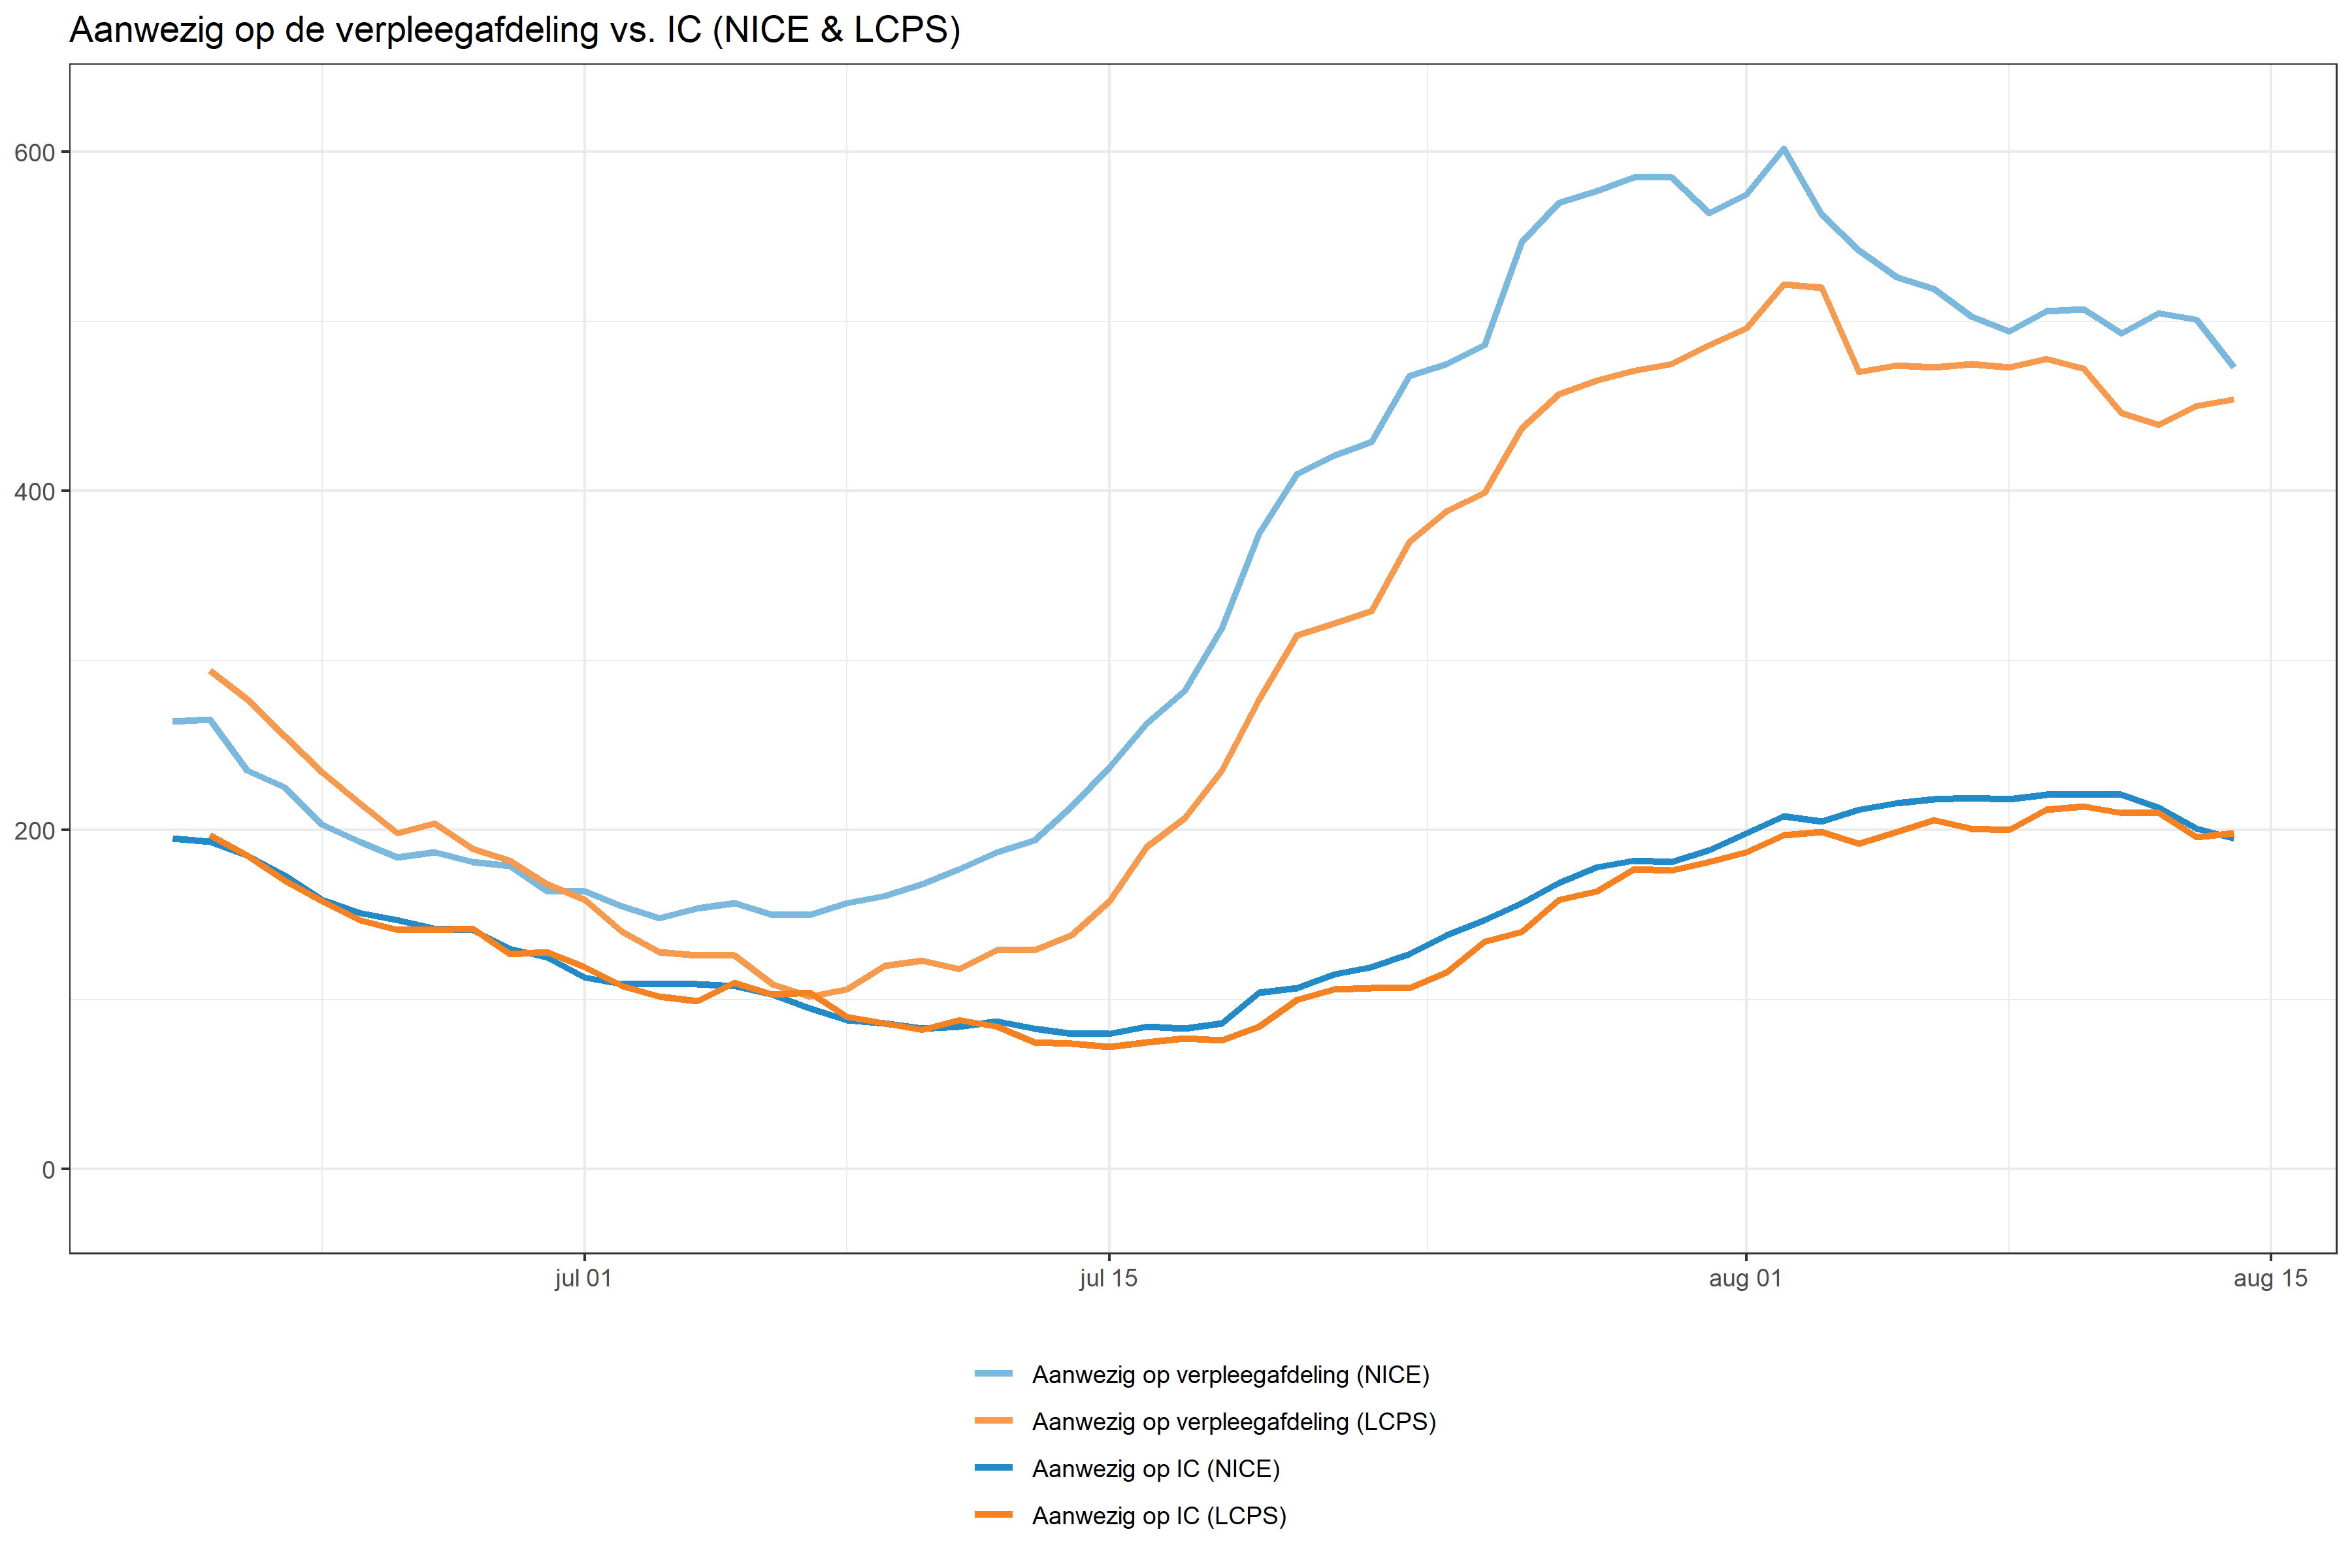 Aanwezig op de verpleegafdeling vs. IC (NICE & LCPS)
600
400
200
0
jul 01
jul 15
aug 01
aug 15
Aanwezig op verpleegafdeling (NICE)
Aanwezig op verpleegafdeling (LCPS)
Aanwezig op IC (NICE)
Aanwezig op IC (LCPS)